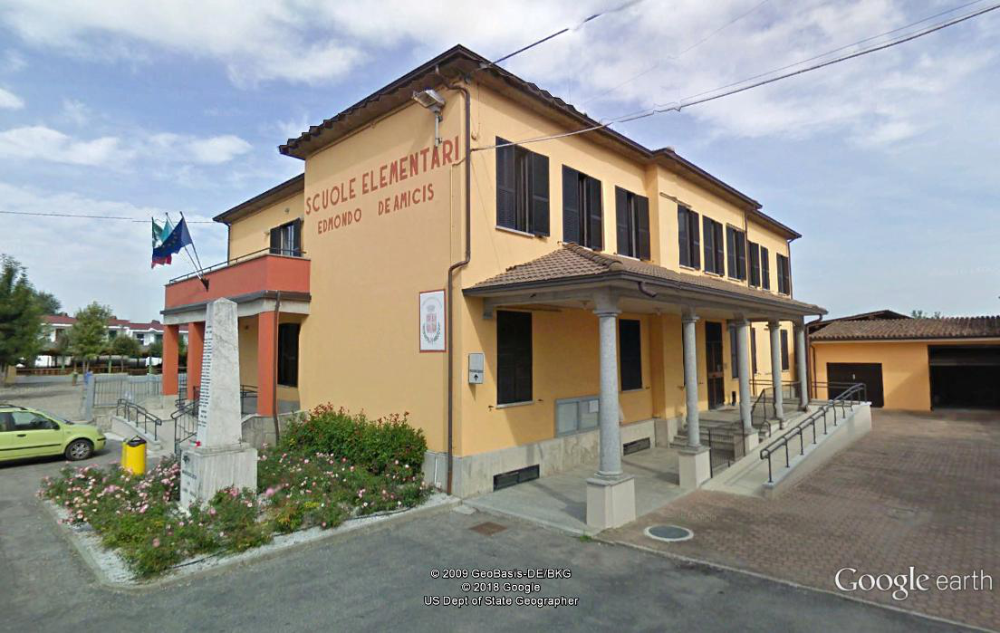 SCUOLE ELEMENTARI
EDMONDO DE AMICIS
© 2009 GeoBasis-DE/BKG
© 2018 Google
US Dept of State Geographer
Google earth